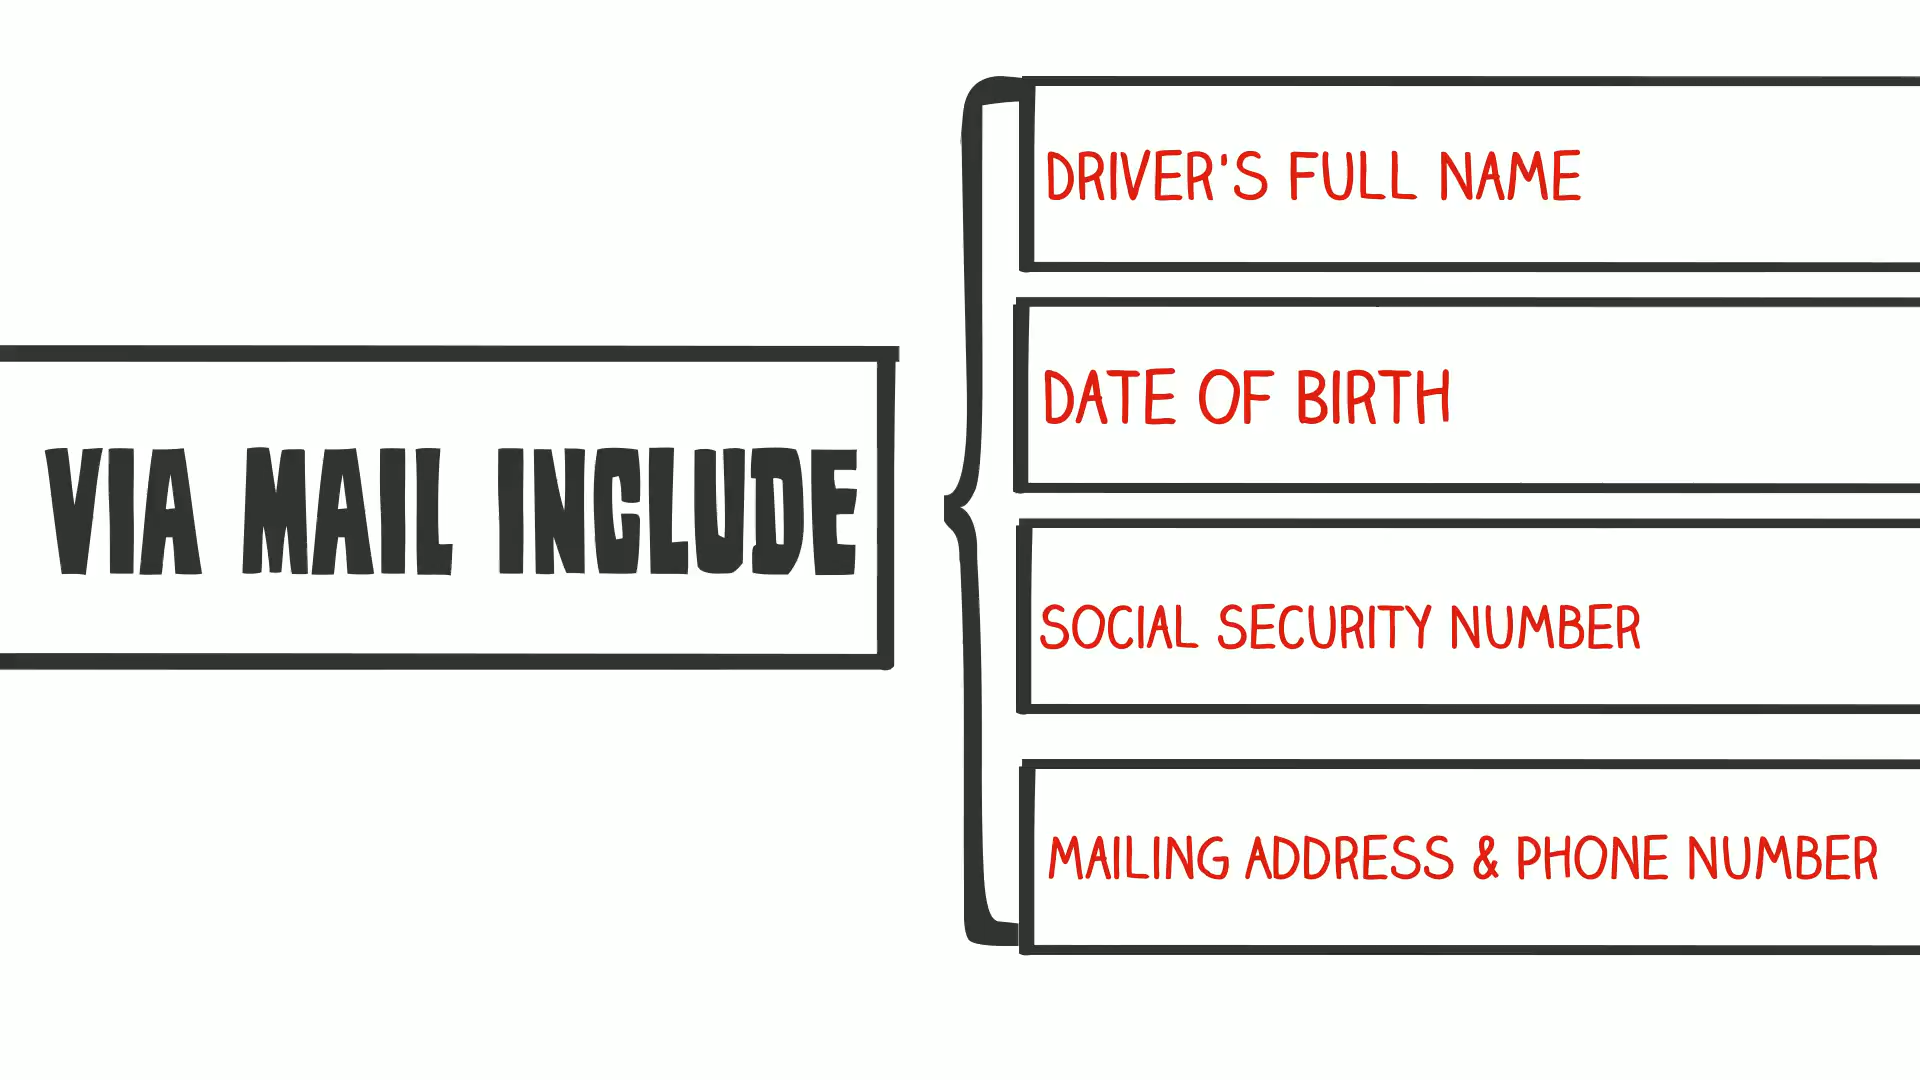 VIA MAIL INCLUDE
DRIVER'S FULL NAME
DATE OF BIRTH
SOCIAL SECURITY NUMBER
MAILING ADDRESS & PHONE NUMBER